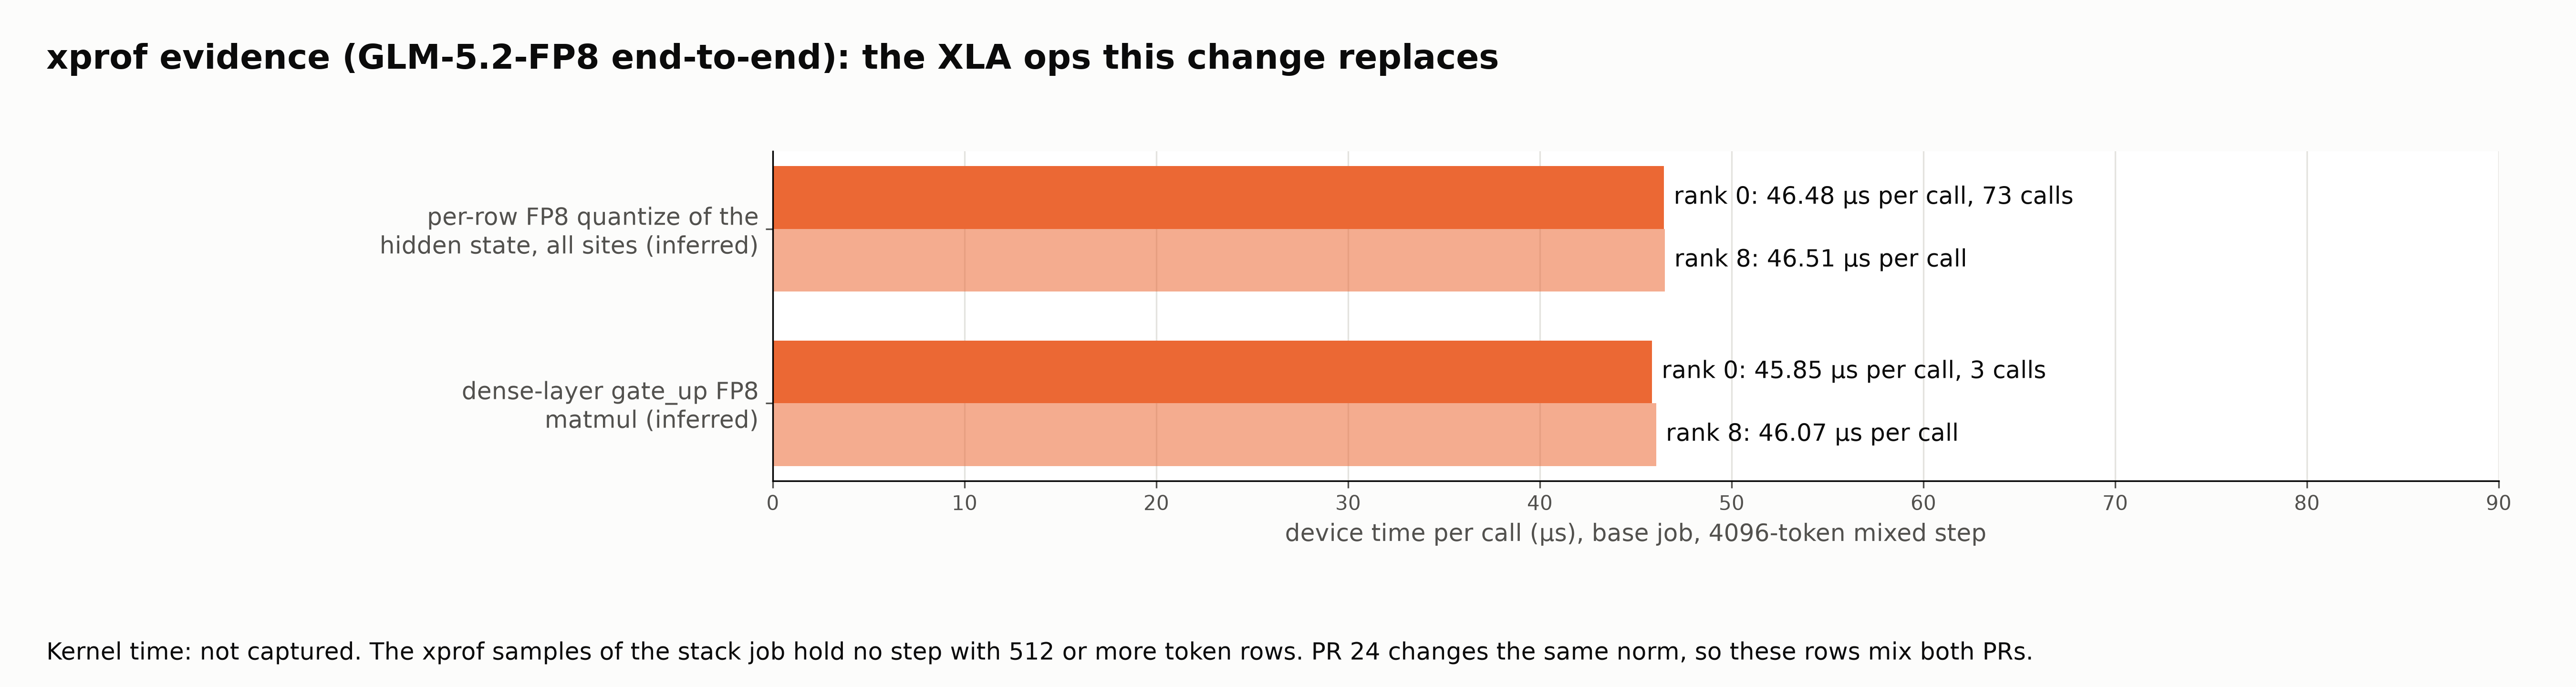 xprof evidence (GLM-5.2-FP8 end-to-end): the XLA ops this change replaces
per-row FP8 quantize of the
hidden state, all sites (inferred)
rank 0: 46.48 µs per call, 73 calls
rank 8: 46.51 µs per call
dense-layer gate_up FP8
matmul (inferred)
rank 0: 45.85 µs per call, 3 calls
rank 8: 46.07 µs per call
0 10 20 30 40 50 60 70 80 90
device time per call (µs), base job, 4096-token mixed step
Kernel time: not captured. The xprof samples of the stack job hold no step with 512 or more token rows. PR 24 changes the same norm, so these rows mix both PRs.